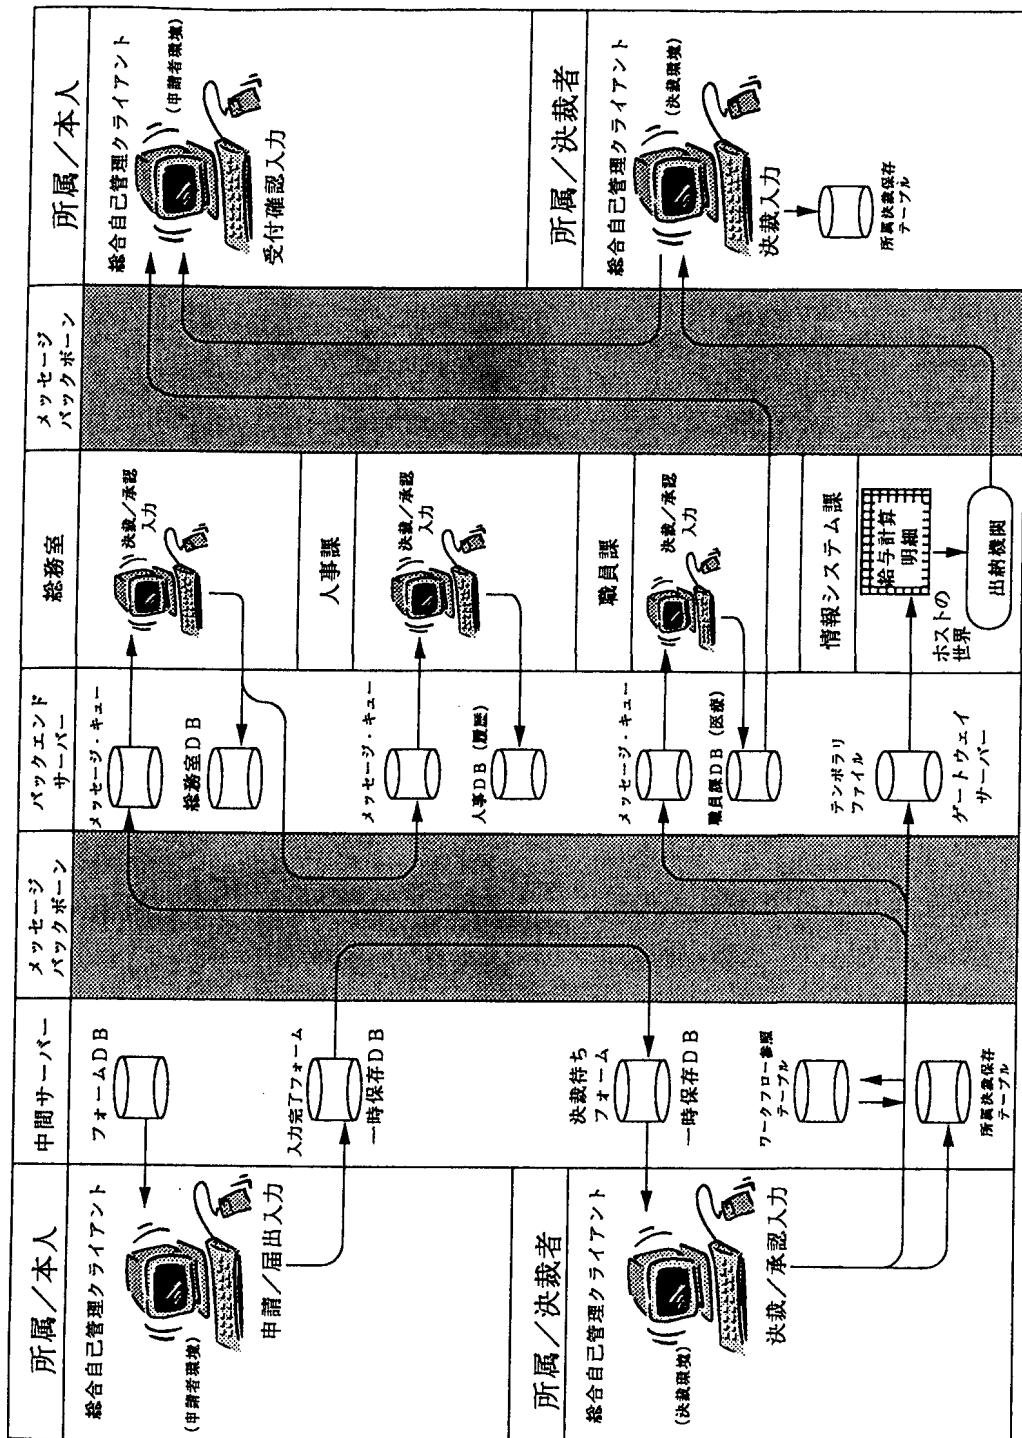 所属／本人
総合自己管理クライアント
(申請者環境)
申請／届出入力
所属／決裁者
総合自己管理クライアント
(決裁環境)
決裁／承認入力
中間サーバー
フォームDB
入力完了フォーム
一時保存DB
決裁待ち
フォーム
一時保存DB
ワークフロー参照
テーブル
所属決裁保存
テーブル
メッセージ
バックボーン
バックエンド
サーバー
メッセージ・キュー
総務室DB
メッセージ・キュー
人事DB(履歴)
メッセージ・キュー
職員課DB(医療)
テンポラリ
ファイル
ゲートウェイ
サーバー
総務室
決裁／承認
入力
人事課
決裁／承認
入力
職員課
決裁／承認
入力
情報システム課
給与計算
明細
ホストの
世界
出納機関
メッセージ
バックボーン
所属／本人
総合自己管理クライアント
(申請者環境)
受付確認入力
所属／決裁者
総合自己管理クライアント
(決裁環境)
決裁入力
所属決裁保存
テーブル